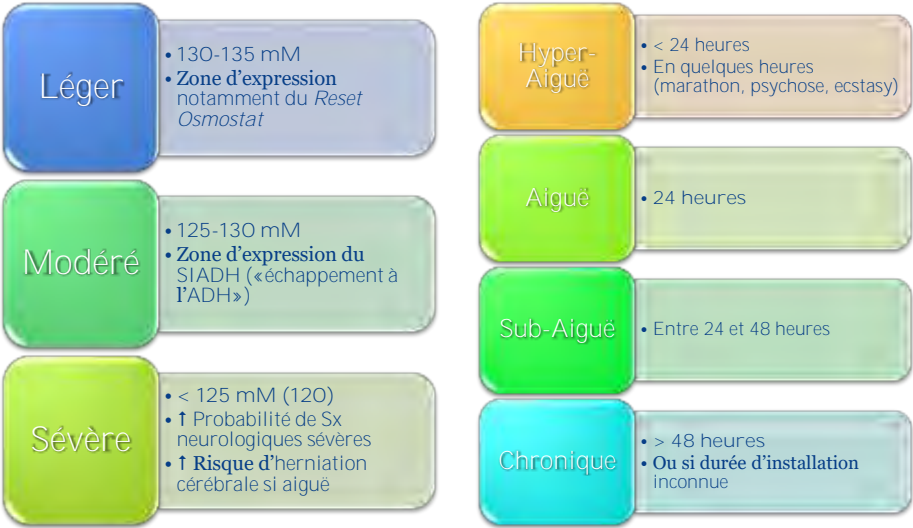 Léger
• 130-135 mM
• Zone d’expression
notamment du Reset
Osmostat
Modéré
• 125-130 mM
• Zone d’expression du
SIADH («échappement à
l’ADH»)
Sévère
• < 125 mM (120)
• ↑ Probabilité de Sx
neurologiques sévères
• ↑ Risque d’herniation
cérébrale si aiguë
Hyper-
Aiguë
• < 24 heures
• En quelques heures
(marathon, psychose, ecstasy)
Aiguë
• 24 heures
Sub-Aiguë
• Entre 24 et 48 heures
Chronique
• > 48 heures
• Ou si durée d’installation
inconnue